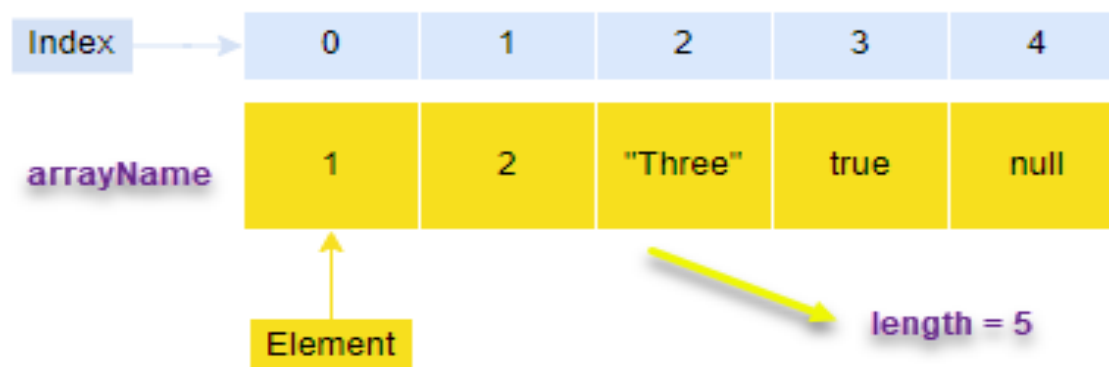 Index 0 1 2 3 4
arrayName 1 2 "Three" true null
length = 5
Element